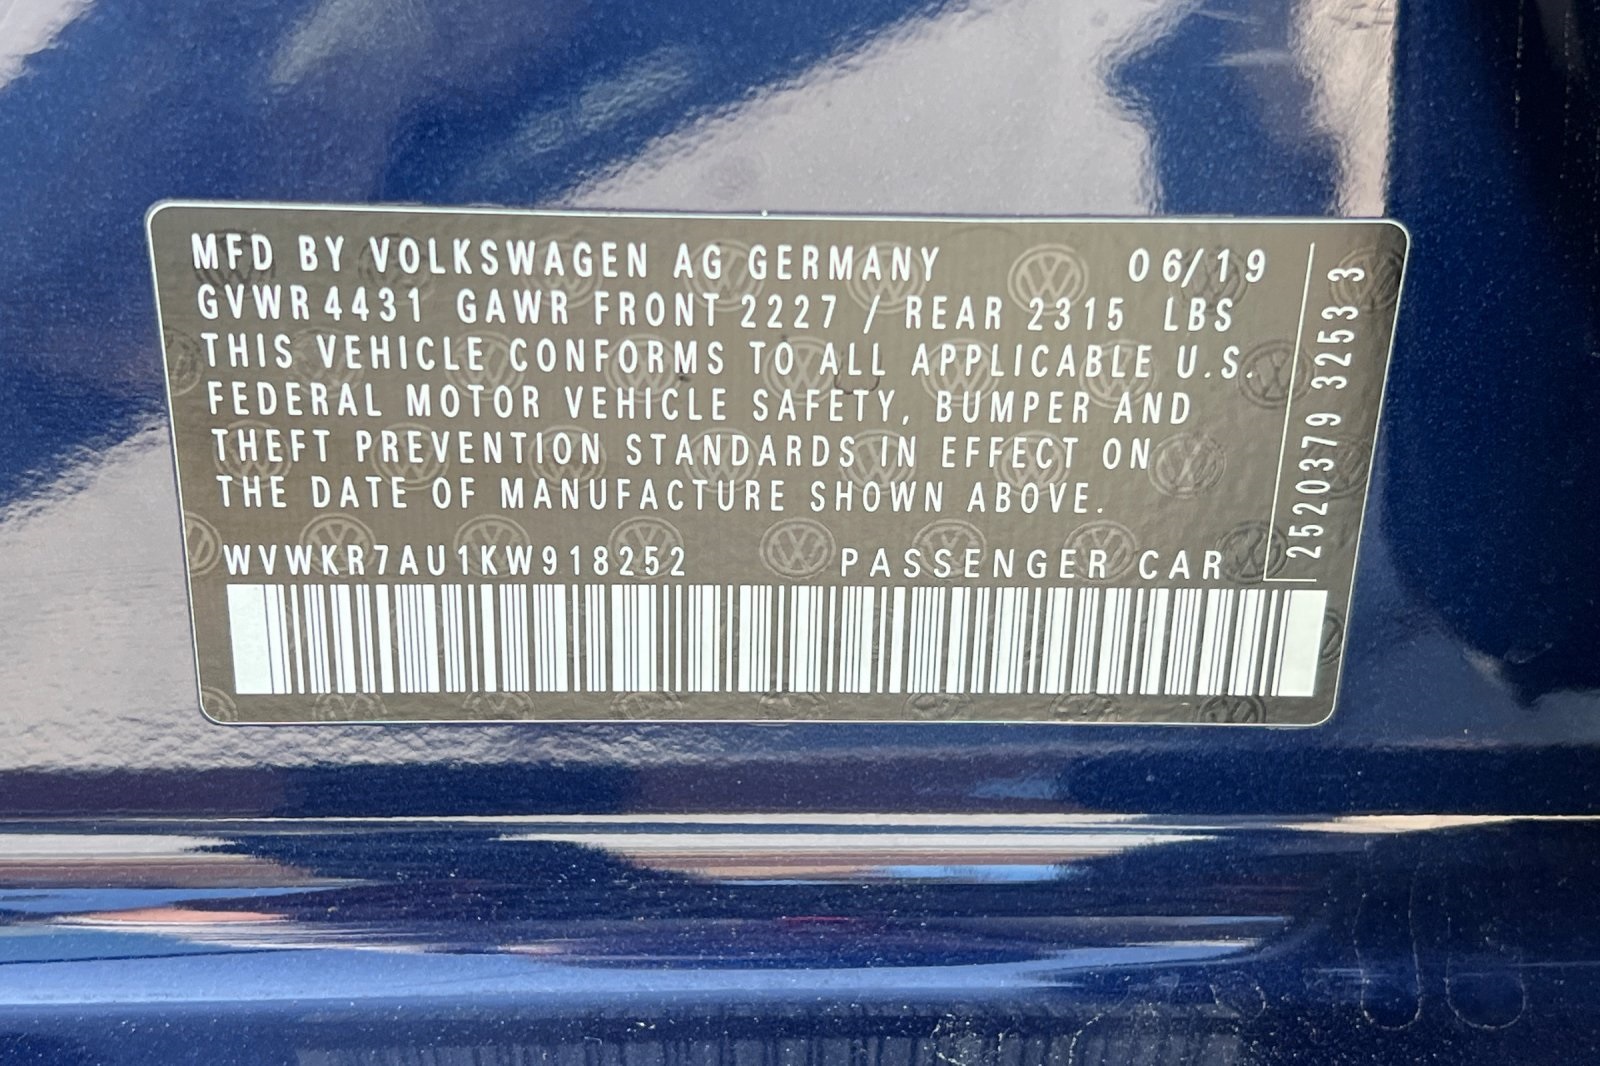 MFD BY VOLKSWAGEN AG GERMANY 06/19
GVWR 4431 GAWR FRONT 2227 / REAR 2315 LBS
THIS VEHICLE CONFORMS TO ALL APPLICABLE U.S.
FEDERAL MOTOR VEHICLE SAFETY, BUMPER AND
THEFT PREVENTION STANDARDS IN EFFECT ON
THE DATE OF MANUFACTURE SHOWN ABOVE.
WVWKR7AU1KW918252 PASSENGER CAR
2520379 3253 3